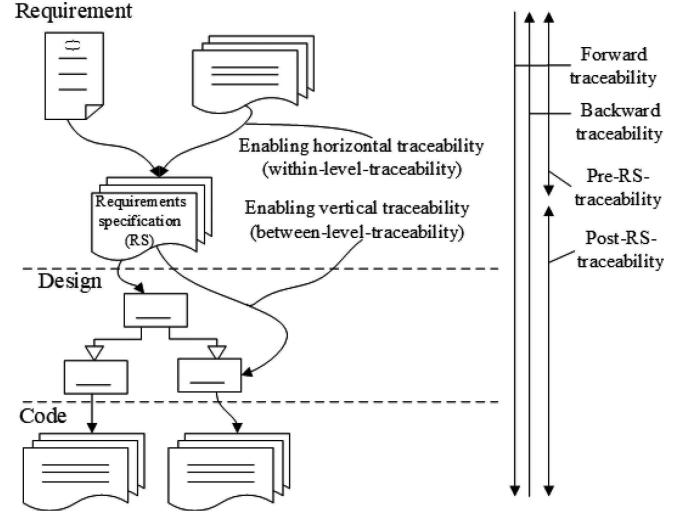 Requirement
Forward
traceability
Backward
traceability
Enabling horizontal traceability
(within-level-traceability)
Pre-RS-
traceability
Requirements
specification
(RS)
Enabling vertical traceability
(between-level-traceability)
Post-RS-
traceability
Design
Code